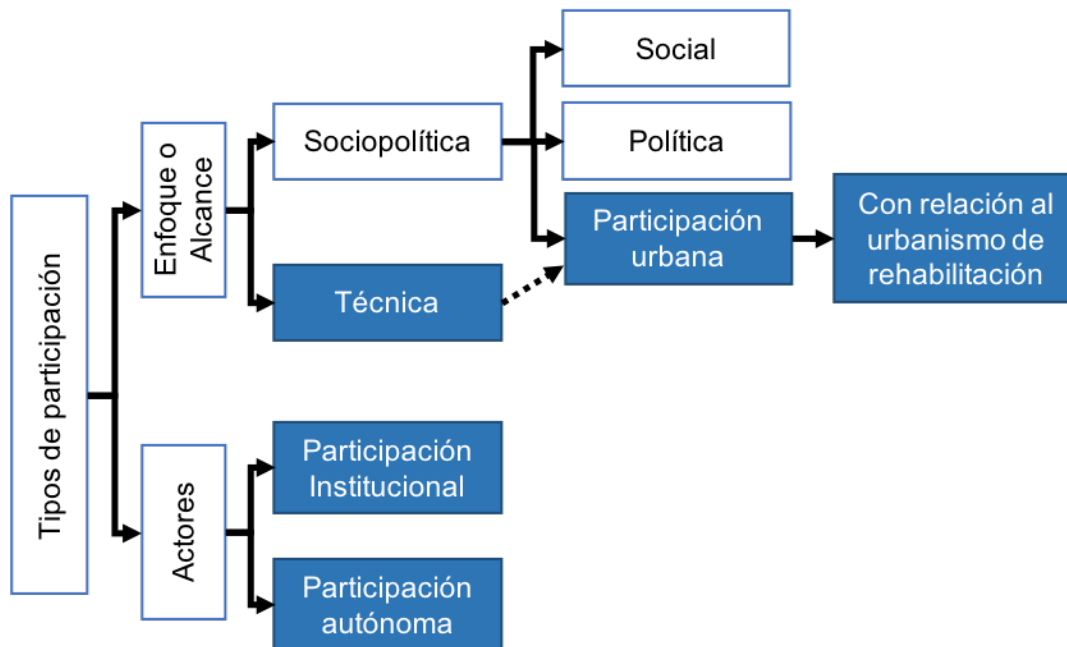 Tipos de participación
Enfoque o
Alcance
Sociopolítica
Social
Política
Participación
urbana
Con relación al
urbanismo de
rehabilitación
Técnica
Actores
Participación
Institucional
Participación
autónoma